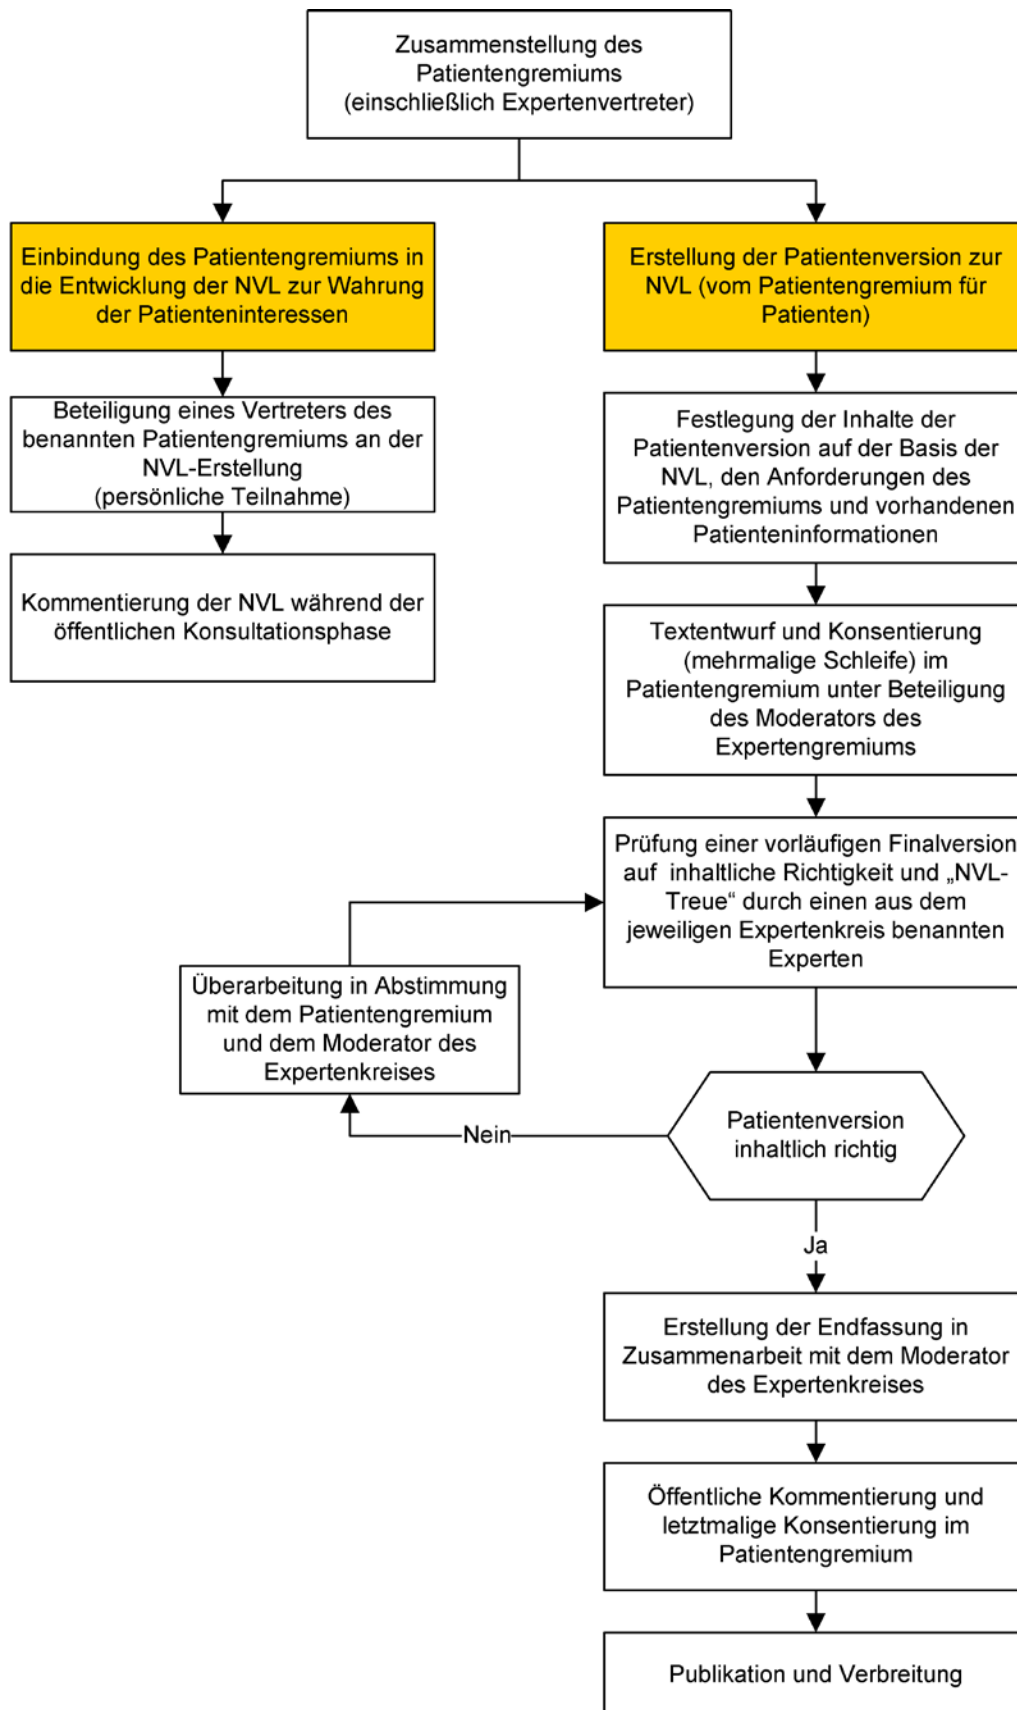 Zusammenstellung des
Patientengremiums
(einschließlich Expertenvertreter)
Einbindung des Patientengremiums in
die Entwicklung der NVL zur Wahrung
der Patienteninteressen
Beteiligung eines Vertreters des
benannten Patientengremiums an der
NVL-Erstellung
(persönliche Teilnahme)
Kommentierung der NVL während der
öffentlichen Konsultationsphase
Erstellung der Patientenversion zur
NVL (vom Patientengremium für
Patienten)
Festlegung der Inhalte der
Patientenversion auf der Basis der
NVL, den Anforderungen des
Patientengremiums und vorhandenen
Patienteninformationen
Textentwurf und Konsentierung
(mehrmalige Schleife) im
Patientengremium unter Beteiligung
des Moderators des
Expertengremiums
Prüfung einer vorläufigen Finalversion
auf inhaltliche Richtigkeit und „NVL-
Treue“ durch einen aus dem
jeweiligen Expertenkreis benannten
Experten
Überarbeitung in Abstimmung
mit dem Patientengremium
und dem Moderator des
Expertenkreises
Patientenversion
inhaltlich richtig
Nein
Ja
Erstellung der Endfassung in
Zusammenarbeit mit dem Moderator
des Expertenkreises
Öffentliche Kommentierung und
letztmalige Konsentierung im
Patientengremium
Publikation und Verbreitung